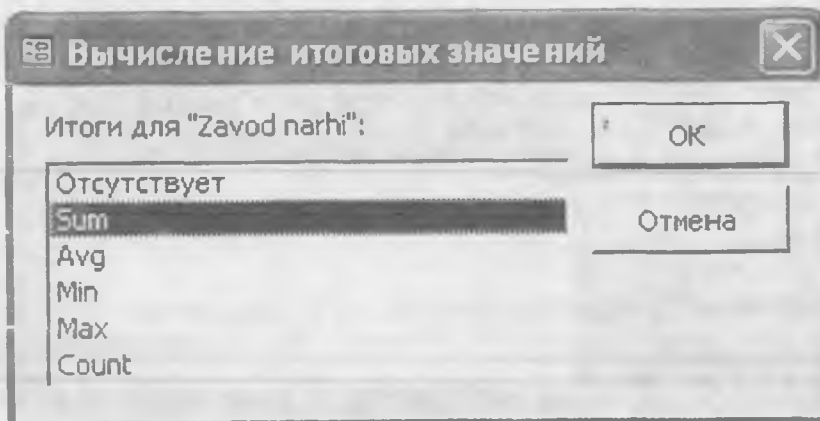 Вычисление итоговых значений
Итоги для "Zavod narhi":
OK
Отсутствует
Sum
Отмена
Avg
Min
Max
Count